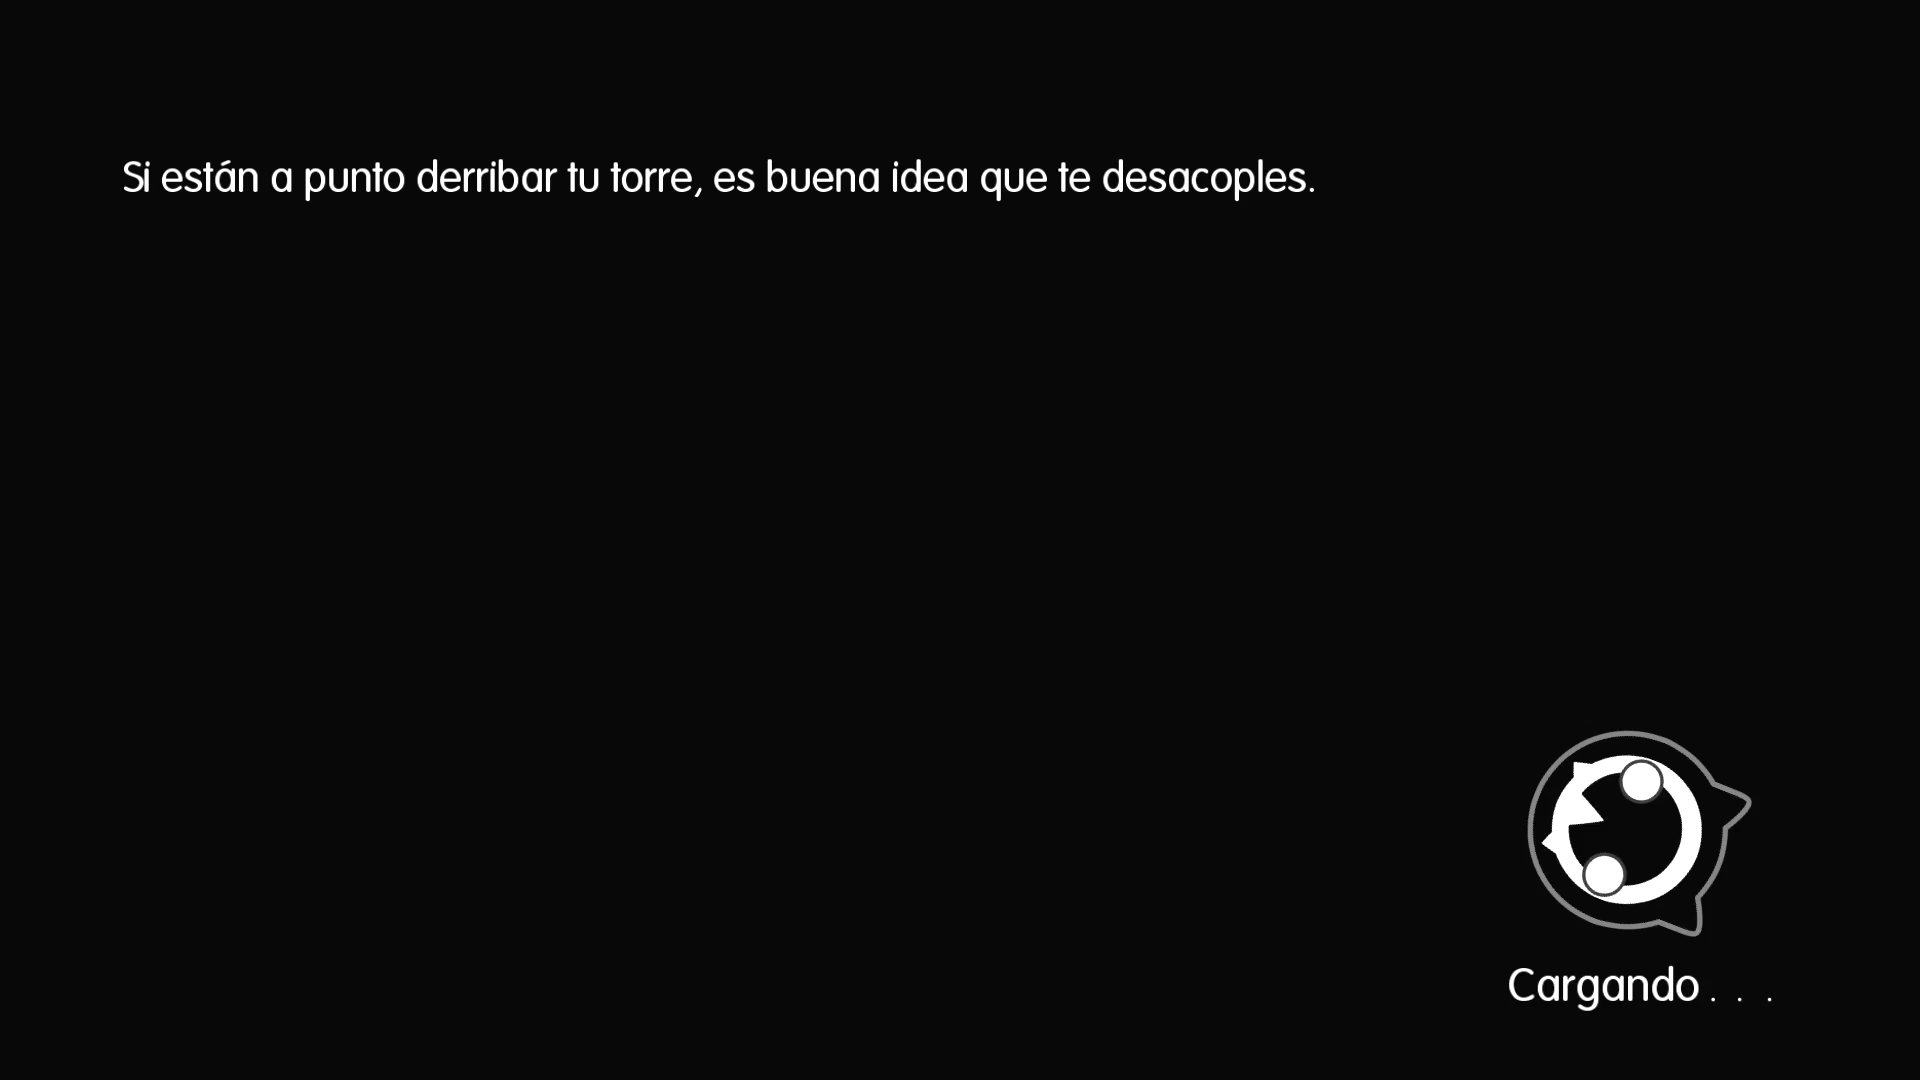 Si están a punto derribar tu torre, es buena idea que te desacoples.
Cargando . . .